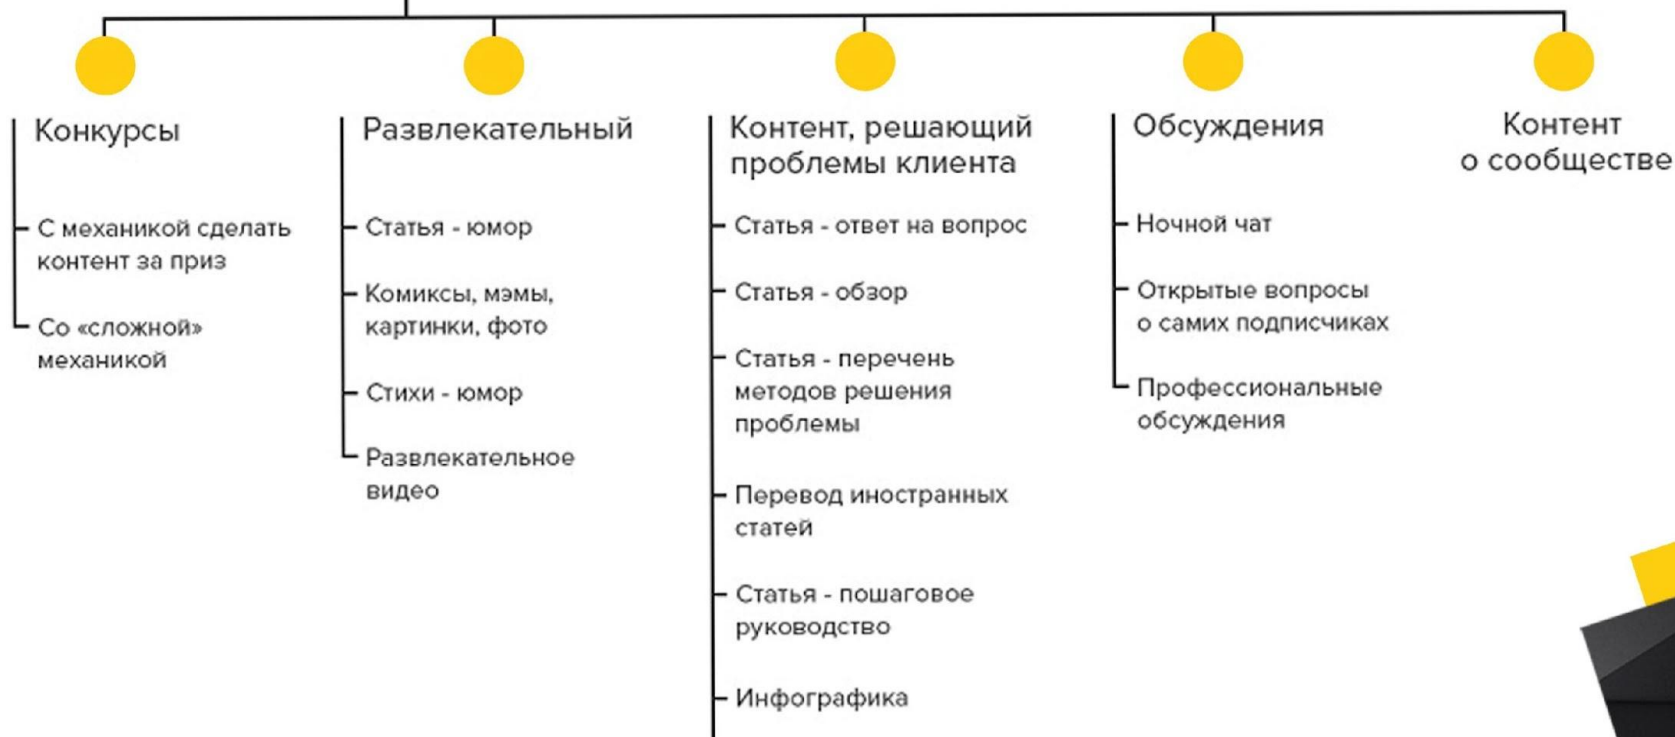 Конкурсы
С механикой сделать
контент за приз
Со «сложной»
механикой
Развлекательный
Статья - юмор
Комиксы, мэмы,
картинки, фото
Стихи - юмор
Развлекательное
видео
Контент, решающий
проблемы клиента
Статья - ответ на вопрос
Статья - обзор
Статья - перечень
методов решения
проблемы
Перевод иностранных
статей
Статья - пошаговое
руководство
Инфографика
Обсуждения
Ночной чат
Открытые вопросы
о самих подписчиках
Профессиональные
обсуждения
Контент
о сообществе